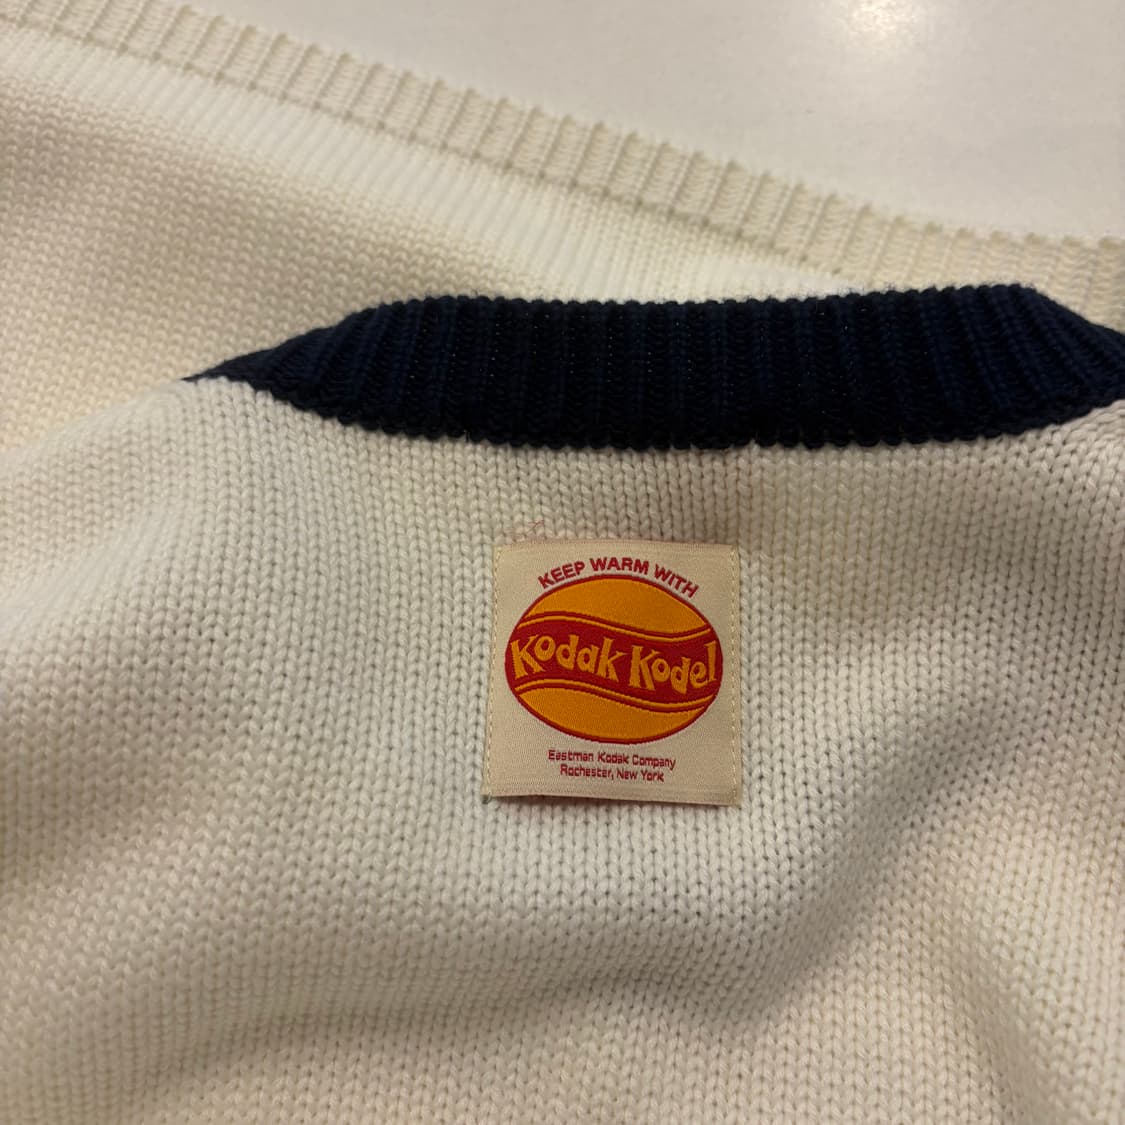 KEEP WARM WITH
Kodak Kodel
Eastman Kodak Company
Rochester, New York